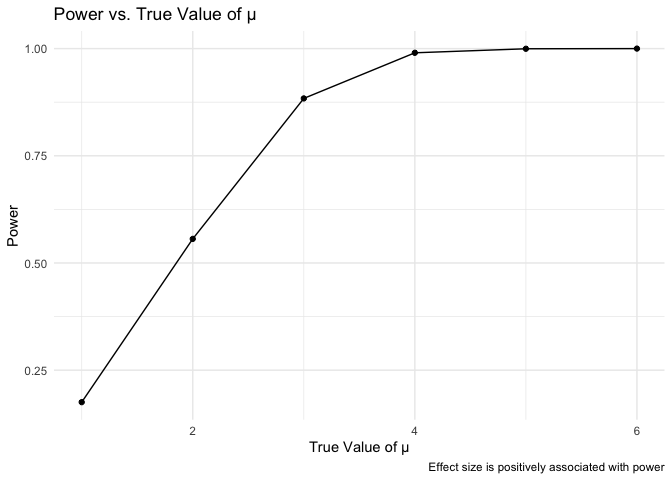 Power vs. True Value of μ
1.00
0.75
0.50
0.25
Power
2
4
6
True Value of μ
Effect size is positively associated with power